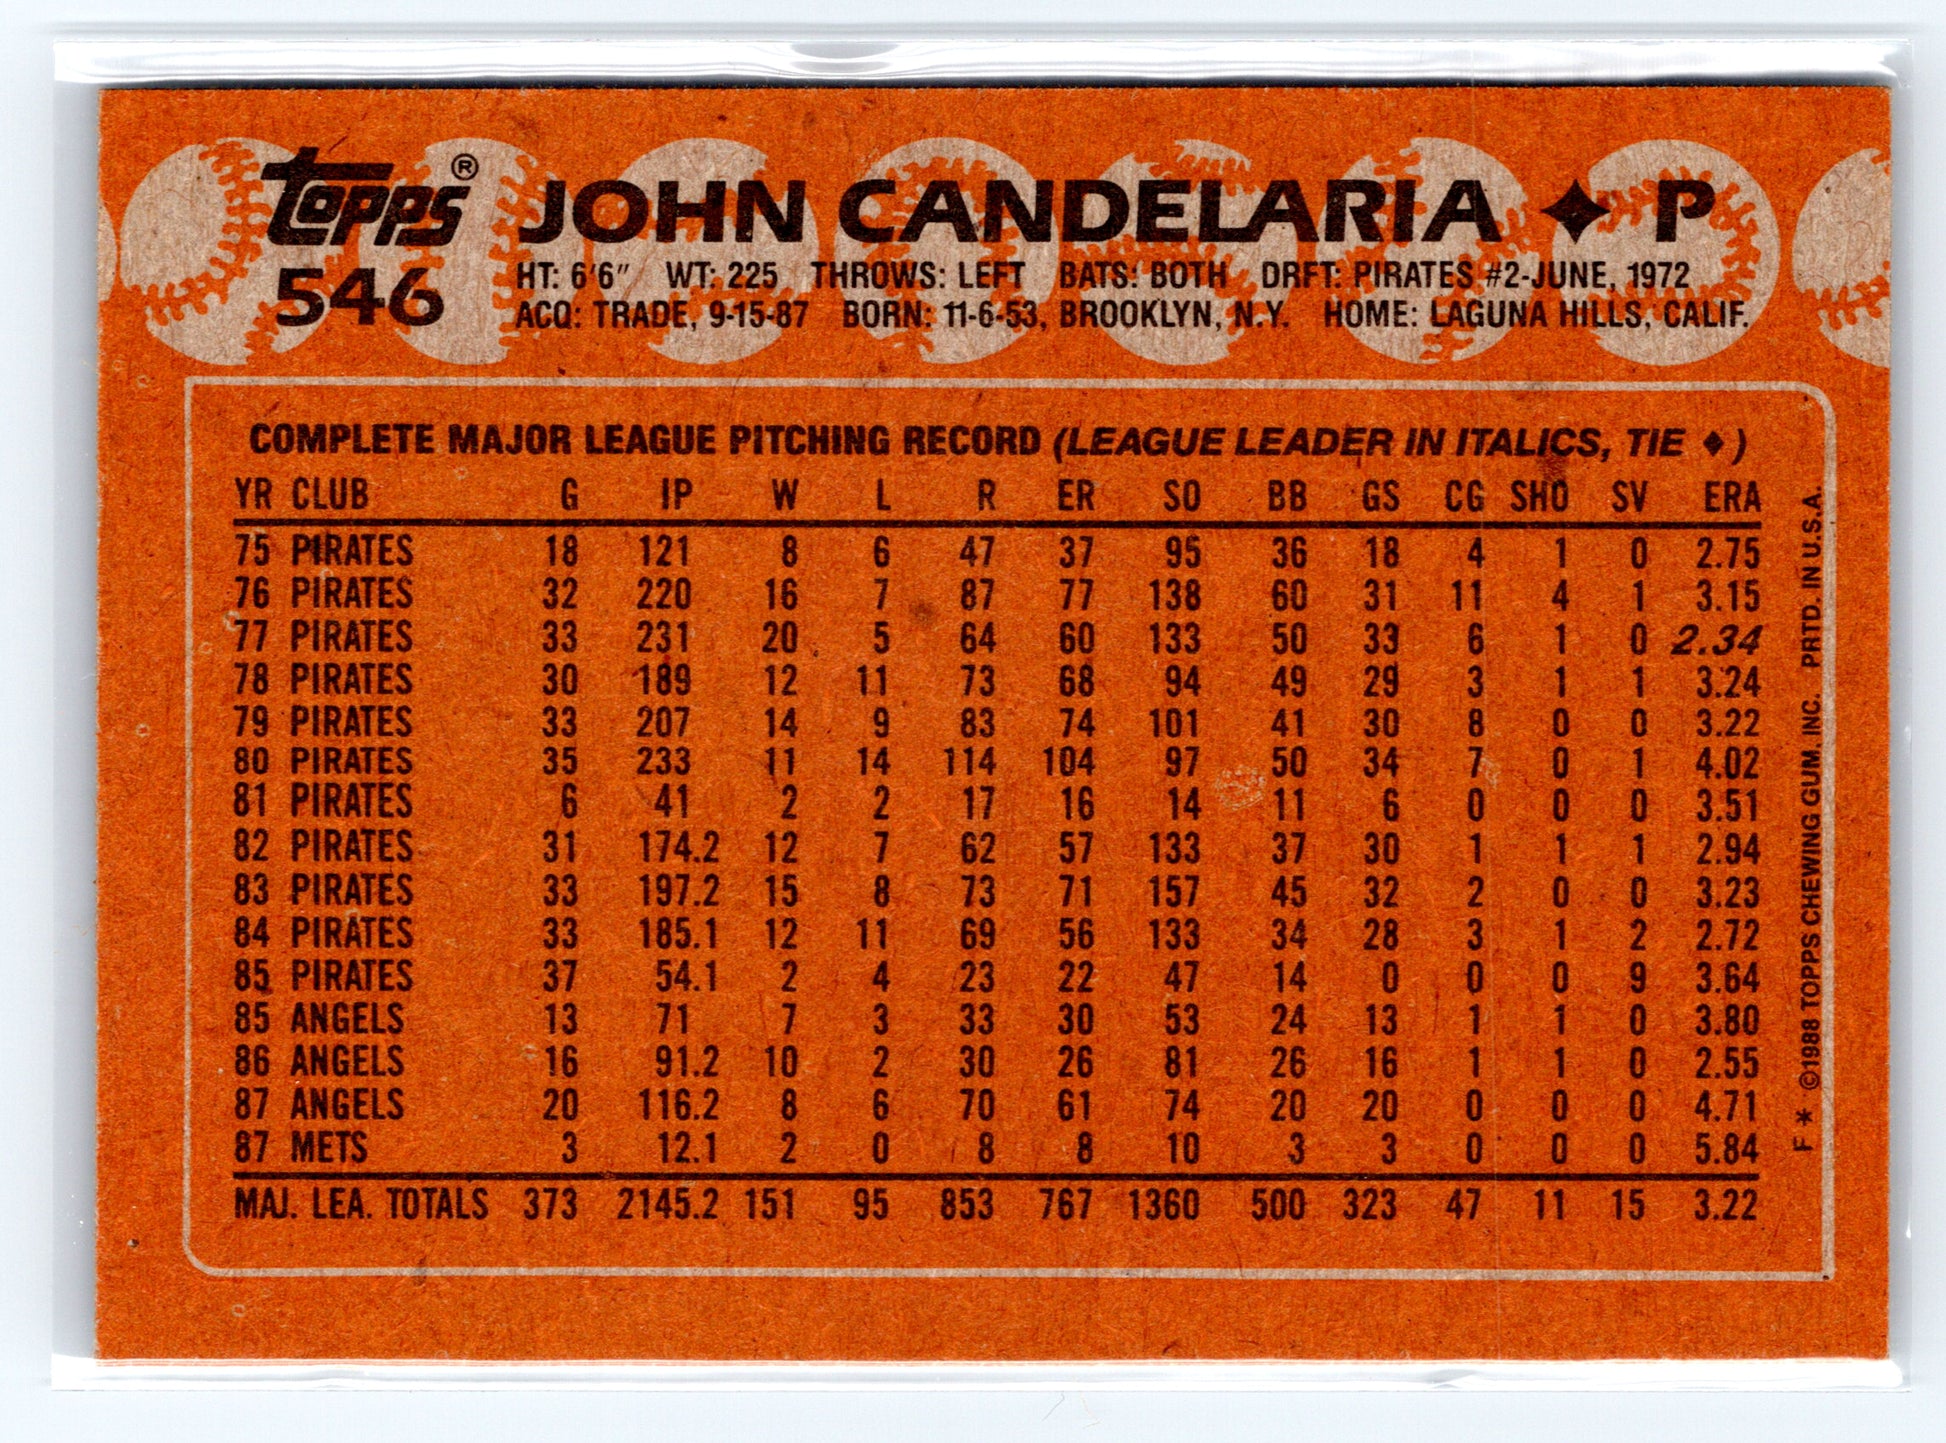 topps® JOHN CANDELARIA ✦ P
546 HT: 6'6" WT: 225 THROWS: LEFT BATS: BOTH DRFT: PIRATES #2-JUNE, 1972
ACQ: TRADE, 9-15-87 BORN: 11-6-53, BROOKLYN, N.Y. HOME: LAGUNA HILLS, CALIF.
COMPLETE MAJOR LEAGUE PITCHING RECORD (LEAGUE LEADER IN ITALICS, TIE ♦)
YR CLUB G IP W L R ER SO BB GS CG SHO SV ERA
75 PIRATES 18 121 8 6 47 37 95 36 18 4 1 0 2.75
76 PIRATES 32 220 16 7 87 77 138 60 31 11 4 1 3.15
77 PIRATES 33 231 20 5 64 60 133 50 33 6 1 0 2.34
78 PIRATES 30 189 12 11 73 68 94 49 29 3 1 1 3.24
79 PIRATES 33 207 14 9 83 74 101 41 30 8 0 0 3.22
80 PIRATES 35 233 11 14 114 104 97 50 34 7 0 1 4.02
81 PIRATES 6 41 2 2 17 16 14 11 6 0 0 0 3.51
82 PIRATES 31 174.2 12 7 62 57 133 37 30 1 1 1 2.94
83 PIRATES 33 197.2 15 8 73 71 157 45 32 2 0 0 3.23
84 PIRATES 33 185.1 12 11 69 56 133 34 28 3 1 2 2.72
85 PIRATES 37 54.1 2 4 23 22 47 14 0 0 0 9 3.64
85 ANGELS 13 71 7 3 33 30 53 24 13 1 1 0 3.80
86 ANGELS 16 91.2 10 2 30 26 81 26 16 1 1 0 2.55
87 ANGELS 20 116.2 8 6 70 61 74 20 20 0 0 0 4.71
87 METS 3 12.1 2 0 8 8 10 3 3 0 0 0 5.84
MAJ. LEA. TOTALS 373 2145.2 151 95 853 767 1360 500 323 47 11 15 3.22
F * ©1988 TOPPS CHEWING GUM INC. PRTD. IN U.S.A.